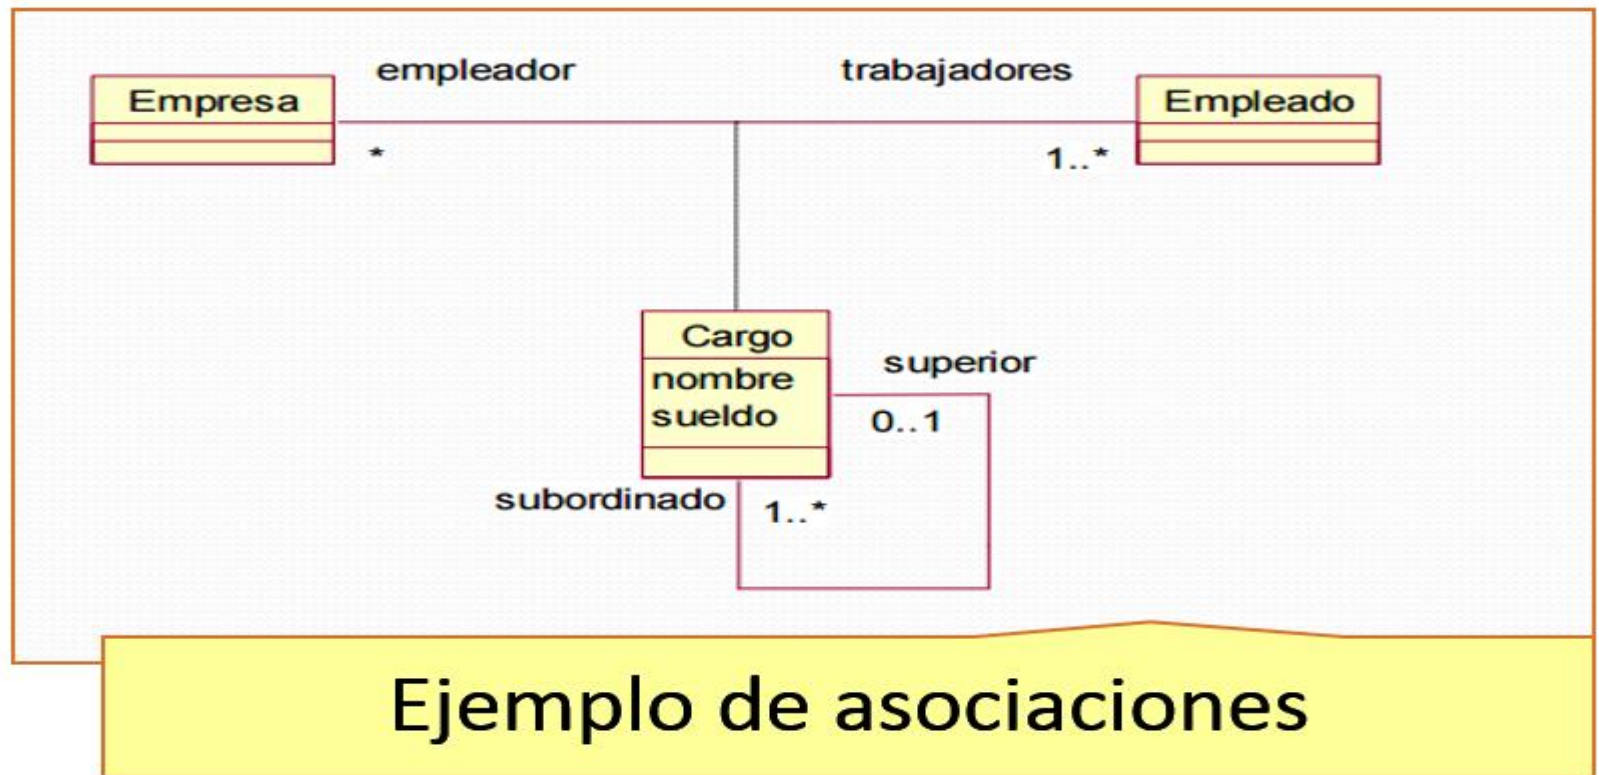 empleador
trabajadores
Empresa
Empleado
*
1..*
Cargo
nombre
sueldo
superior
0..1
subordinado
1..*
Ejemplo de asociaciones